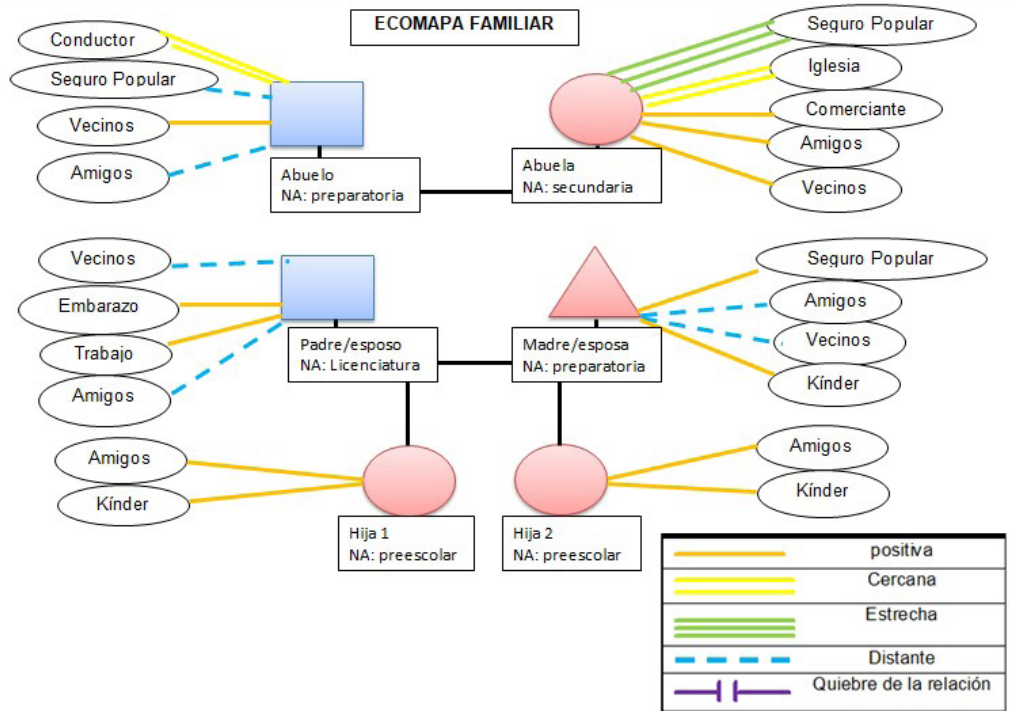 ECOMAPA FAMILIAR
Conductor
Seguro Popular
Vecinos
Amigos
Abuelo
NA: preparatoria
Seguro Popular
Iglesia
Comerciante
Amigos
Vecinos
Abuela
NA: secundaria
Vecinos
Embarazo
Trabajo
Amigos
Padre/esposo
NA: Licenciatura
Seguro Popular
Amigos
Vecinos
Kínder
Madre/esposa
NA: preparatoria
Amigos
Kínder
Hija 1
NA: preescolar
Amigos
Kínder
Hija 2
NA: preescolar
positiva
Cercana
Estrecha
Distante
Quiebre de la relación